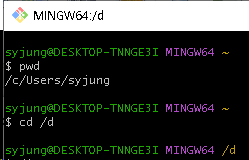 MINGW64:/d
syjung@DESKTOP-TNNGE3I MINGW64 ~
$ pwd
/c/Users/syjung
syjung@DESKTOP-TNNGE3I MINGW64 ~
$ cd /d
syjung@DESKTOP-TNNGE3I MINGW64 /d